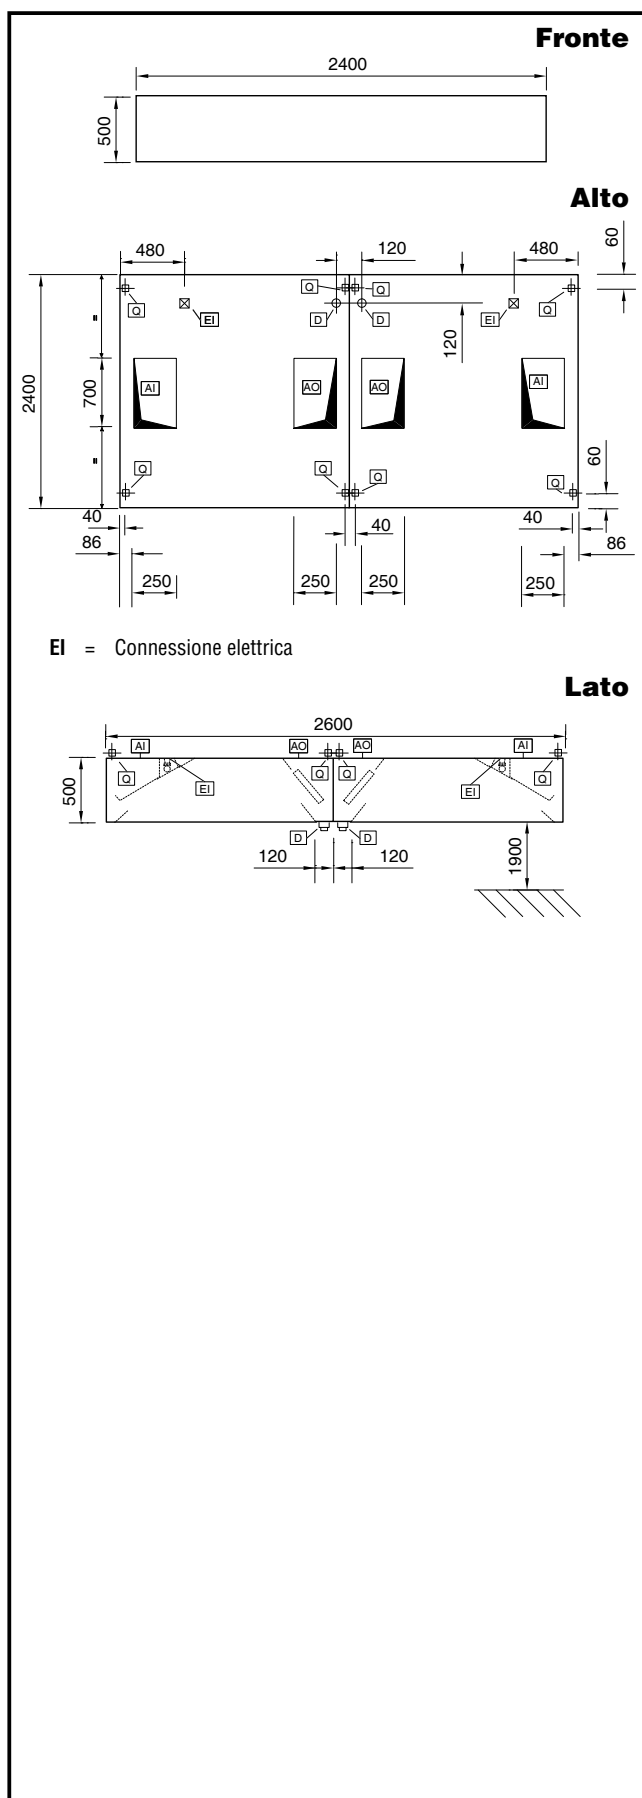 Fronte
2400
500
Alto
480 120 480 60
Q Q Q Q
EI D D EI
120
2400
700
=
=
AI AO AO AI
Q Q Q Q
60
40 40 40
86 86
250 250 250 250
EI = Connessione elettrica
Lato
2600
AI AO AO AI
500
Q Q Q Q
EI EI
D D
120 120
1900